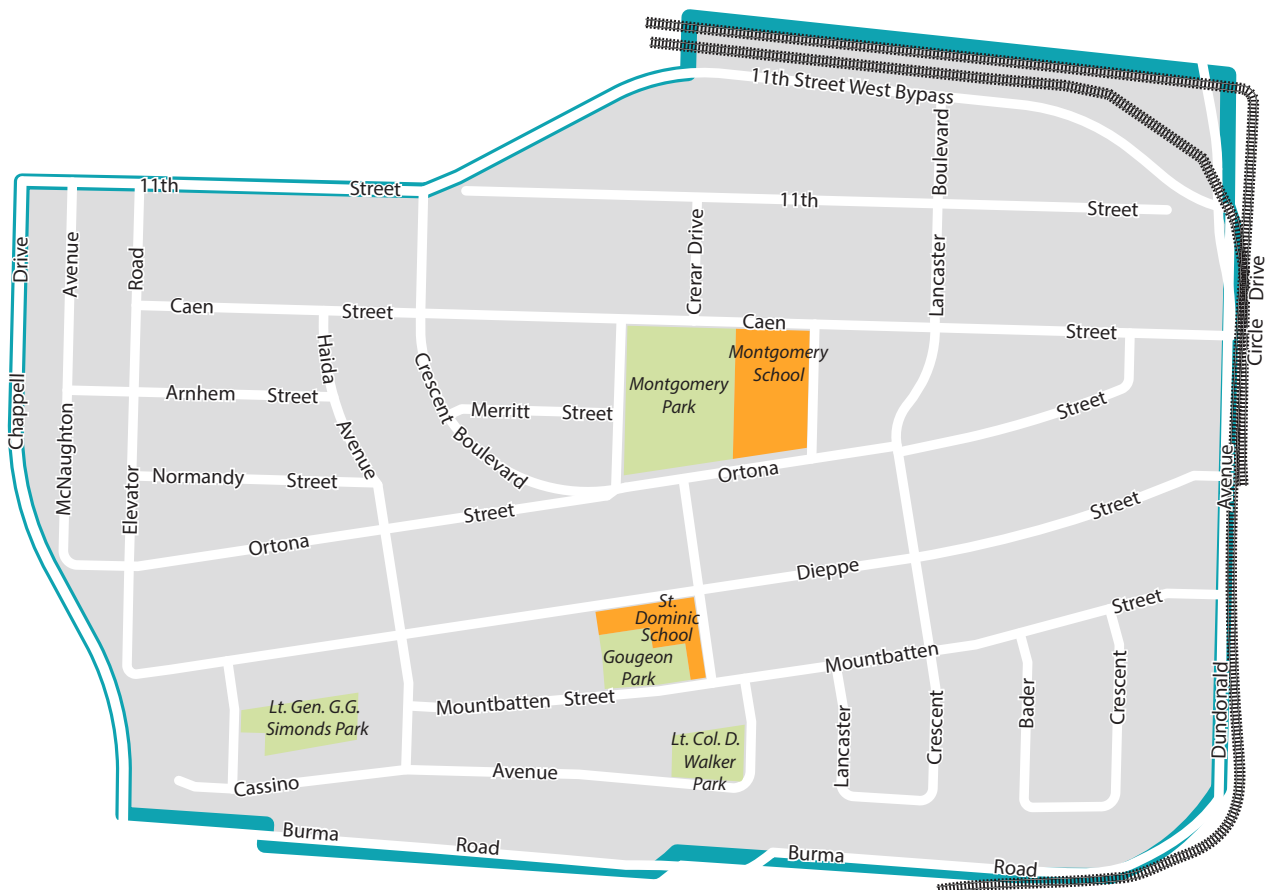 11th Street West Bypass
11th Street
11th Street
Chappell Drive
McNaughton Avenue
Elevator Road
Crerar Drive
Lancaster Boulevard
Circle Drive
Caen Street
Caen Street
Haida Avenue
Arnhem Street
Crescent Boulevard
Merritt Street
Montgomery
Park
Montgomery
School
Normandy Street
Ortona Street
Ortona Street
Dieppe Street
St.
Dominic
School
Gougeon
Park
Mountbatten Street
Mountbatten Street
Lt. Gen. G.G.
Simonds Park
Lt. Col. D.
Walker
Park
Lancaster Crescent
Bader Crescent
Dundonald Avenue
Cassino Avenue
Burma Road
Burma Road